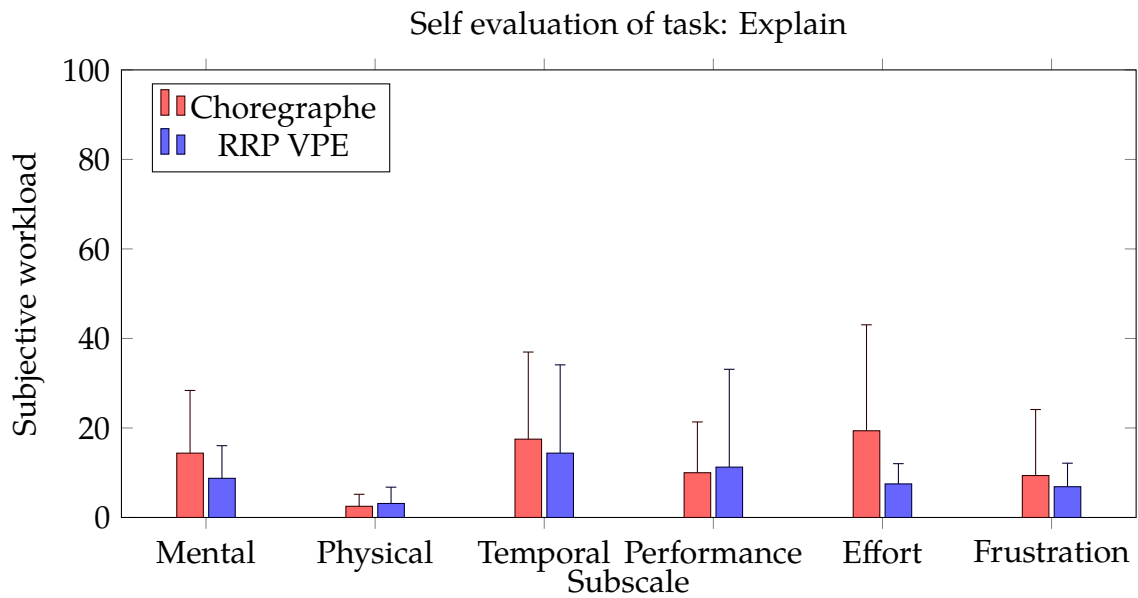 Self evaluation of task: Explain
100
80
60
40
20
0
Subjective workload
Choregraphe
RRP VPE
Mental Physical Temporal Performance Effort Frustration
Subscale